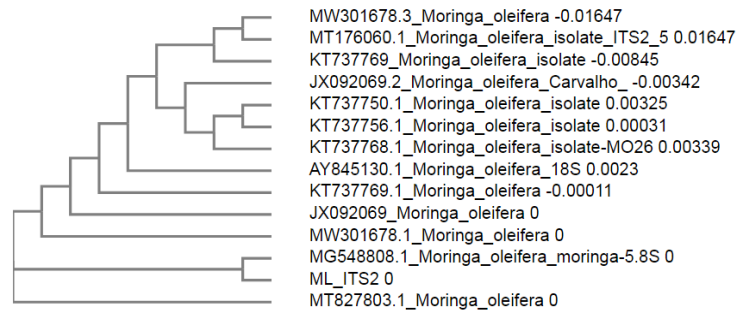 MW301678.3_Moringa_oleifera -0.01647
MT176060.1_Moringa_oleifera_isolate_ITS2_5 0.01647
KT737769_Moringa_oleifera_isolate -0.00845
JX092069.2_Moringa_oleifera_Carvalho_ -0.00342
KT737750.1_Moringa_oleifera_isolate 0.00325
KT737756.1_Moringa_oleifera_isolate 0.00031
KT737768.1_Moringa_oleifera_isolate-MO26 0.00339
AY845130.1_Moringa_oleifera_18S 0.0023
KT737769.1_Moringa_oleifera -0.00011
JX092069_Moringa_oleifera 0
MW301678.1_Moringa_oleifera 0
MG548808.1_Moringa_oleifera_moringa-5.8S 0
ML_ITS2 0
MT827803.1_Moringa_oleifera 0